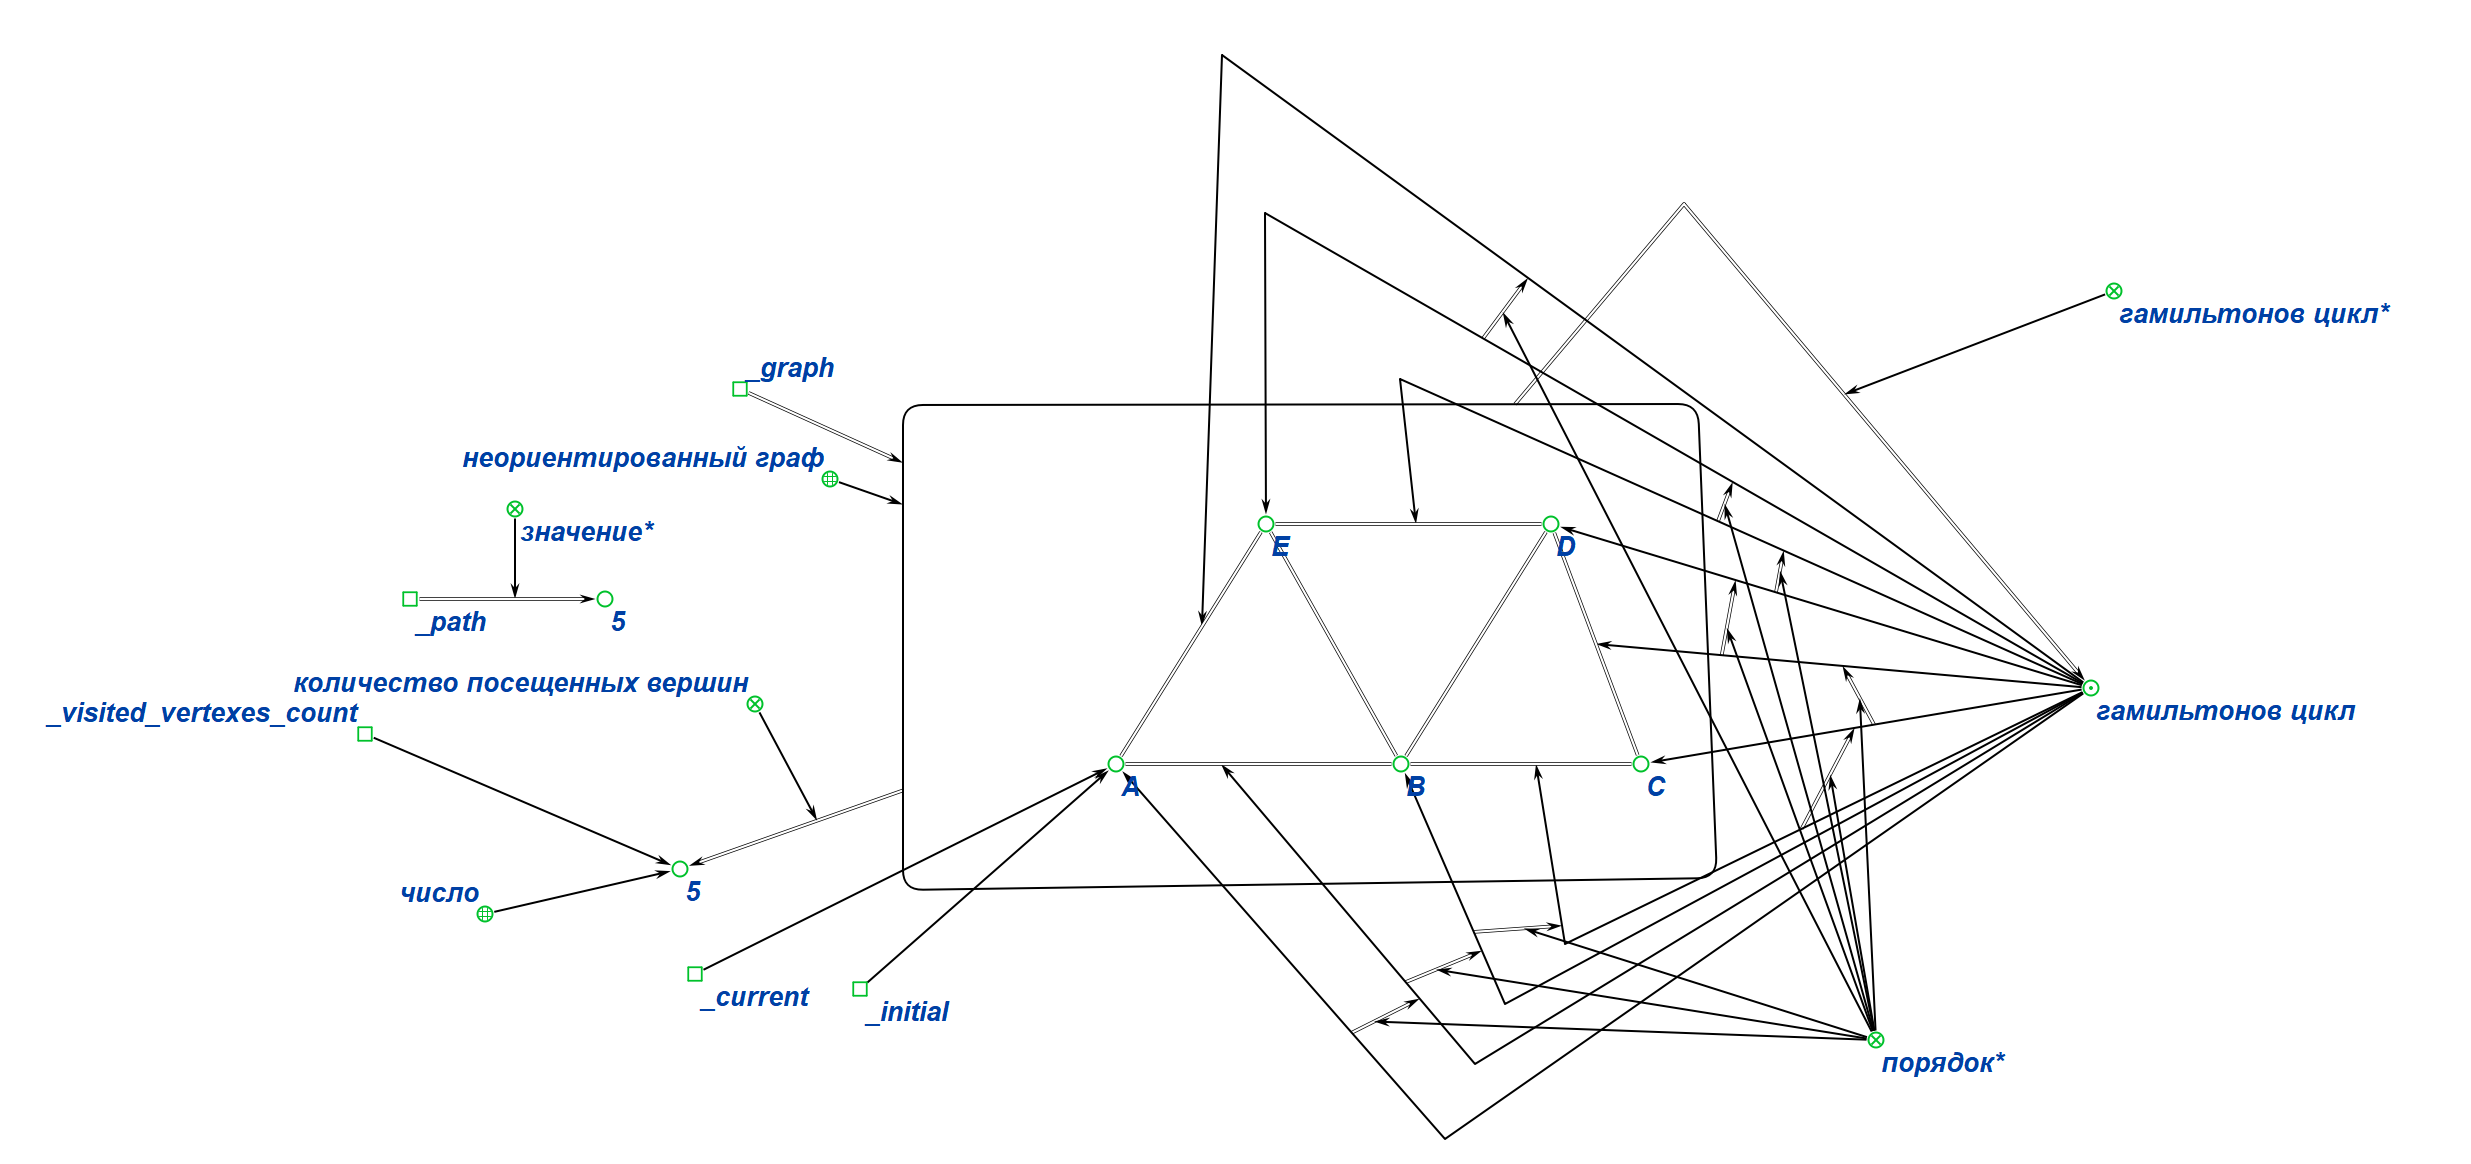 гамильтонов цикл*
_graph
неориентированный граф
значение*
E
D
_path
5
количество посещенных вершин
_visited_vertexes_count
гамильтонов цикл
A
B
C
число
5
_current
_initial
порядок*